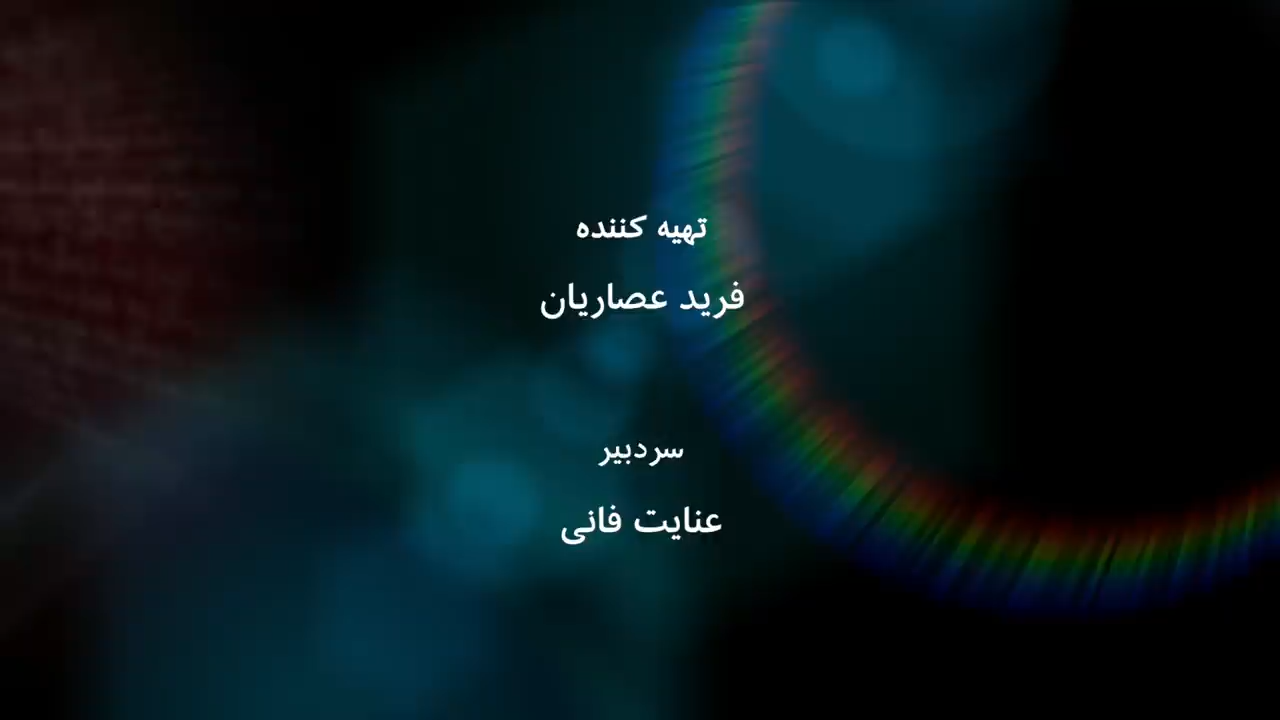 تهیه کننده
فرید عصاریان
سردبیر
عنایت فانی